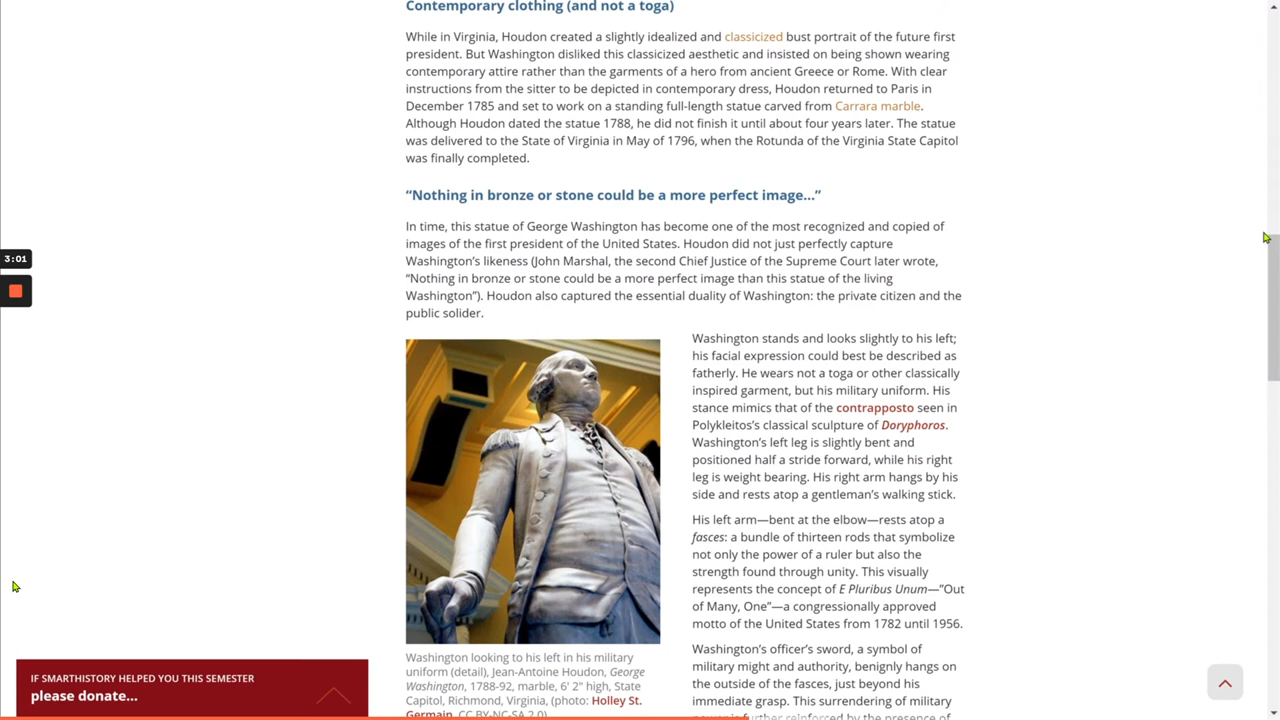 Contemporary clothing (and not a toga)
While in Virginia, Houdon created a slightly idealized and classicized bust portrait of the future first
president. But Washington disliked this classicized aesthetic and insisted on being shown wearing
contemporary attire rather than the garments of a hero from ancient Greece or Rome. With clear
instructions from the sitter to be depicted in contemporary dress, Houdon returned to Paris in
December 1785 and set to work on a standing full-length statue carved from Carrara marble.
Although Houdon dated the statue 1788, he did not finish it until about four years later. The statue
was delivered to the State of Virginia in May of 1796, when the Rotunda of the Virginia State Capitol
was finally completed.
“Nothing in bronze or stone could be a more perfect image...”
In time, this statue of George Washington has become one of the most recognized and copied of
images of the first president of the United States. Houdon did not just perfectly capture
Washington’s likeness (John Marshal, the second Chief Justice of the Supreme Court later wrote,
“Nothing in bronze or stone could be a more perfect image than this statue of the living
Washington”). Houdon also captured the essential duality of Washington: the private citizen and the
public solider.
Washington stands and looks slightly to his left;
his facial expression could best be described as
fatherly. He wears not a toga or other classically
inspired garment, but his military uniform. His
stance mimics that of the contrapposto seen in
Polykleitos’s classical sculpture of Doryphoros.
Washington’s left leg is slightly bent and
positioned half a stride forward, while his right
leg is weight bearing. His right arm hangs by his
side and rests atop a gentleman’s walking stick.
His left arm—bent at the elbow—rests atop a
fasces: a bundle of thirteen rods that symbolize
not only the power of a ruler but also the
strength found through unity. This visually
represents the concept of E Pluribus Unum—”Out
of Many, One”—a congressionally approved
motto of the United States from 1782 until 1956.
Washington’s officer’s sword, a symbol of
military might and authority, benignly hangs on
the outside of the fasces, just beyond his
immediate grasp. This surrendering of military
power is further reinforced by the presence of
Washington looking to his left in his military
uniform (detail), Jean-Antoine Houdon, George
Washington, 1788-92, marble, 6' 2" high, State
Capitol, Richmond, Virginia, (photo: Holley St.
Germain, CC BY-NC-SA 2.0)
3:01
IF SMARTHISTORY HELPED YOU THIS SEMESTER
please donate...